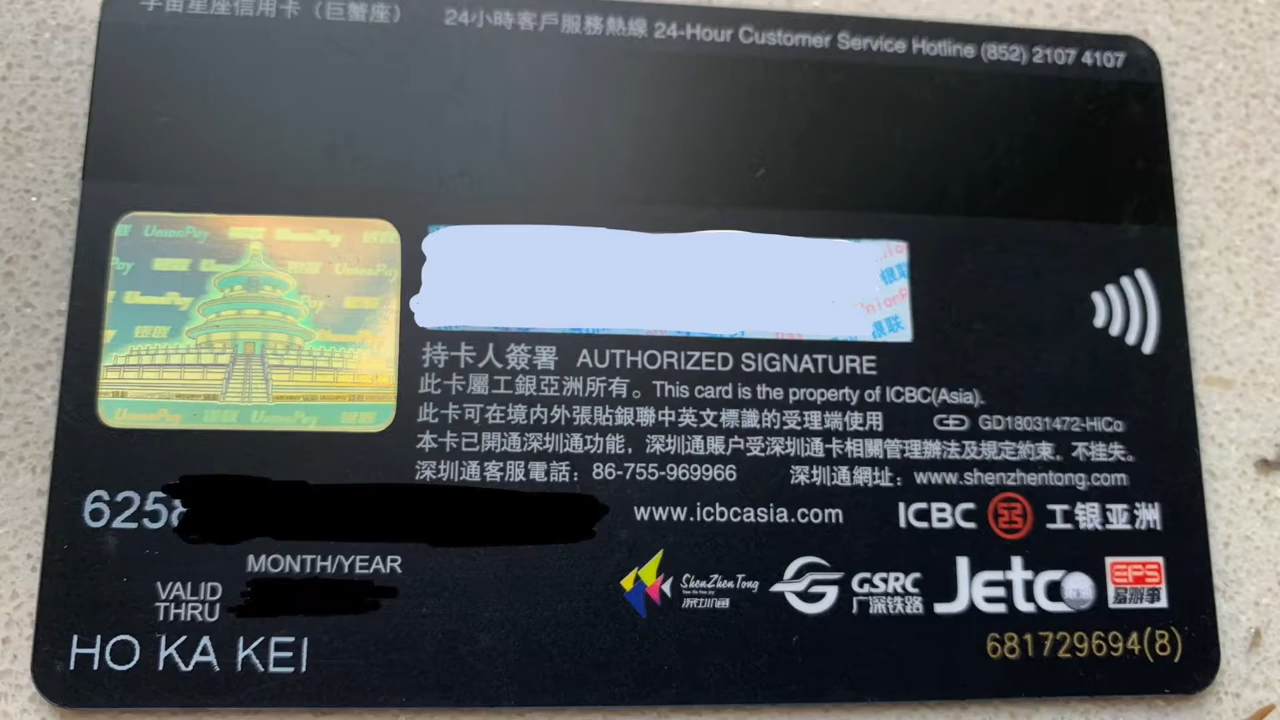 宇宙星座信用卡（巨蟹座）
24小時客戶服務熱線 24-Hour Customer Service Hotline (852) 2107 4107
UnionPay
銀联
持卡人簽署 AUTHORIZED SIGNATURE
此卡屬工銀亞洲所有。This card is the property of ICBC(Asia).
此卡可在境内外張貼銀聯中英文標識的受理端使用
GD18031472-HiCo
本卡已開通深圳通功能，深圳通賬户受深圳通卡相關管理辦法及規定約束，不挂失。
深圳通客服電話：86-755-969966 深圳通網址：www.shenzhentong.com
6258
www.icbcasia.com
ICBC 工银亚洲
MONTH/YEAR
VALID THRU
ShenZhenTong
深圳通
GSRC
广深铁路
Jetco
EPS
易辦事
HO KA KEI
681729694(8)